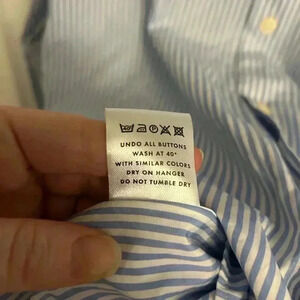 UNDO ALL BUTTONS
WASH AT 40°
WITH SIMILAR COLORS
DRY ON HANGER
DO NOT TUMBLE DRY